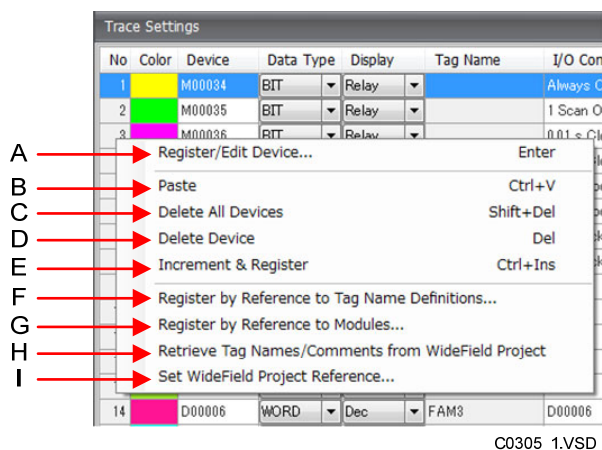 Trace Settings
No Color Device Data Type Display Tag Name I/O Con
1 M00034 BIT Relay Always
2 M00035 BIT Relay 1 Scan O
3 M00036 BIT Relay 0.01 s Cl
A Register/Edit Device... Enter
B Paste Ctrl+V
C Delete All Devices Shift+Del
D Delete Device Del
E Increment & Register Ctrl+Ins
F Register by Reference to Tag Name Definitions...
G Register by Reference to Modules...
H Retrieve Tag Names/Comments from WideField Project
I Set WideField Project Reference...
14 D00006 WORD Dec FAM3 D00006
C0305_1.VSD